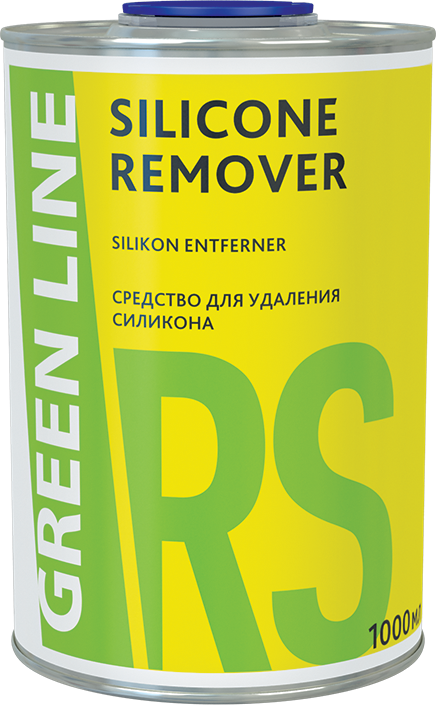 GREEN LINE
SILICONE
REMOVER
SILIKON ENTFERNER
СРЕДСТВО ДЛЯ УДАЛЕНИЯ
СИЛИКОНА
RS
1000мл